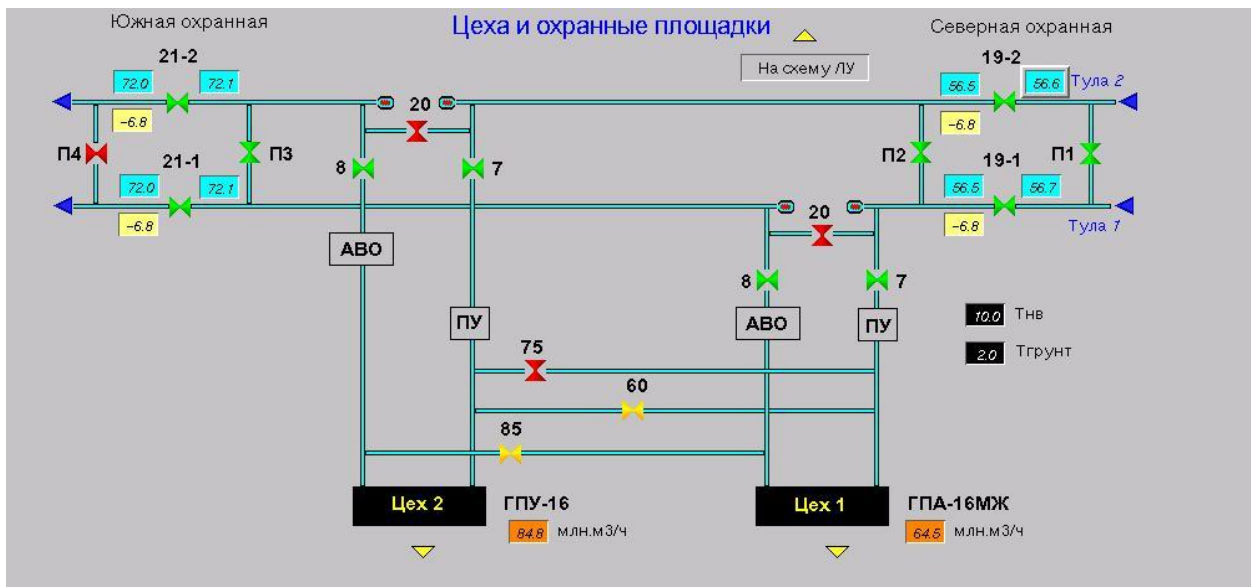 Южная охранная
Цеха и охранные площадки
Северная охранная
21-2
На схему ЛУ
19-2
72.0
72.1
56.5
56.6
Тула 2
20
-6.8
-6.8
П4
21-1
П3
8
7
П2
19-1
П1
72.0
72.1
56.5
56.7
-6.8
20
-6.8
Тула 1
АВО
8
7
ПУ
АВО
ПУ
10.0 Тнв
75
2.0 Тгрунт
60
85
Цех 2
ГПУ-16
Цех 1
ГПА-16МЖ
84.8 млн.м3/ч
64.5 млн.м3/ч